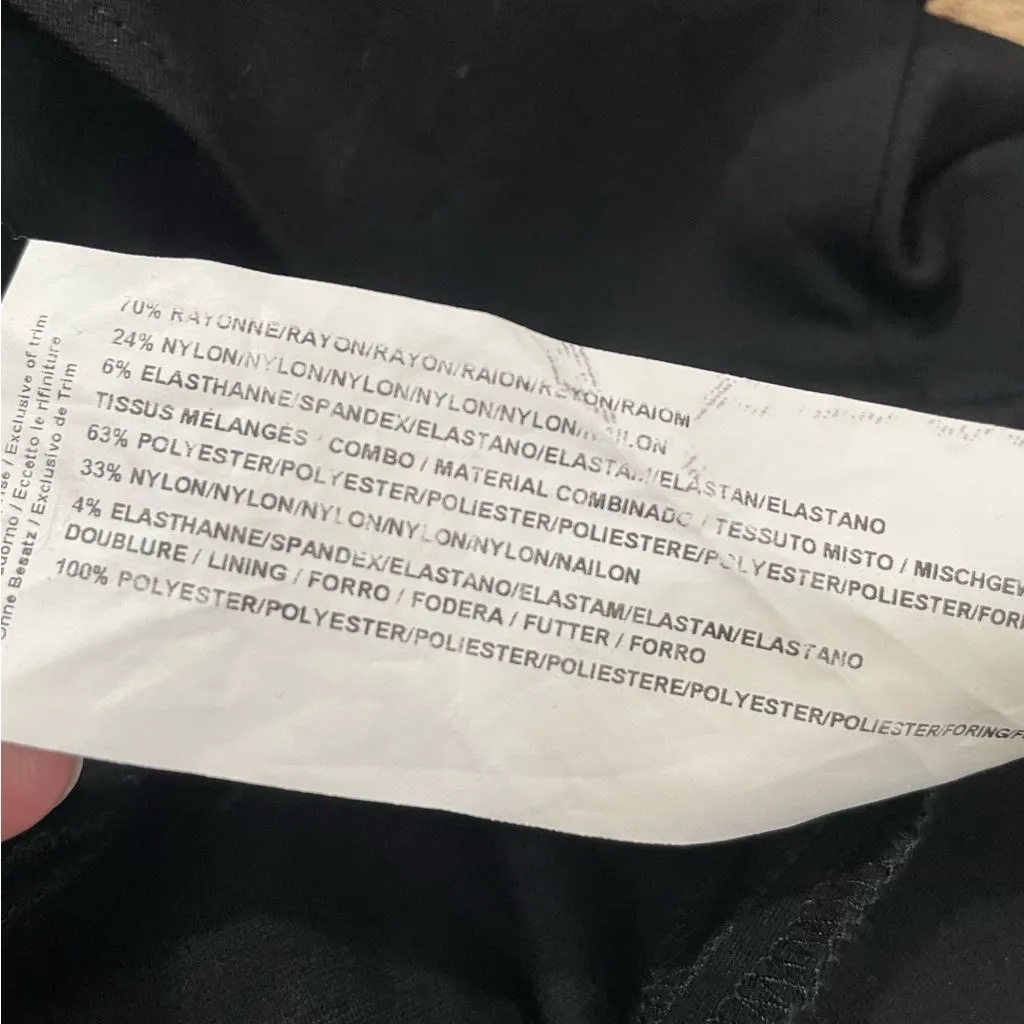 70% RAYONNE/RAYON/RAYON/RAION/REYON/RAIOM
24% NYLON/NYLON/NYLON/NYLON/NYLON/NAILON
6% ELASTHANNE/SPANDEX/ELASTANO/ELASTAM/ELASTAN/ELASTANO
TISSUS MÉLANGÉS / COMBO / MATERIAL COMBINADO / TESSUTO MISTO / MISCHGEW
63% POLYESTER/POLYESTER/POLIESTER/POLIESTERE/POLYESTER/POLIESTER/FORI
33% NYLON/NYLON/NYLON/NYLON/NYLON/NAILON
4% ELASTHANNE/SPANDEX/ELASTANO/ELASTAM/ELASTAN/ELASTANO
DOUBLURE / LINING / FORRO / FODERA / FUTTER / FORRO
100% POLYESTER/POLYESTER/POLIESTER/POLIESTERE/POLYESTER/POLIESTER/FORING/F
/ Exclusive of trim
adorno / Eccetto le rifiniture
Ohne Besatz / Exclusivo de Trim